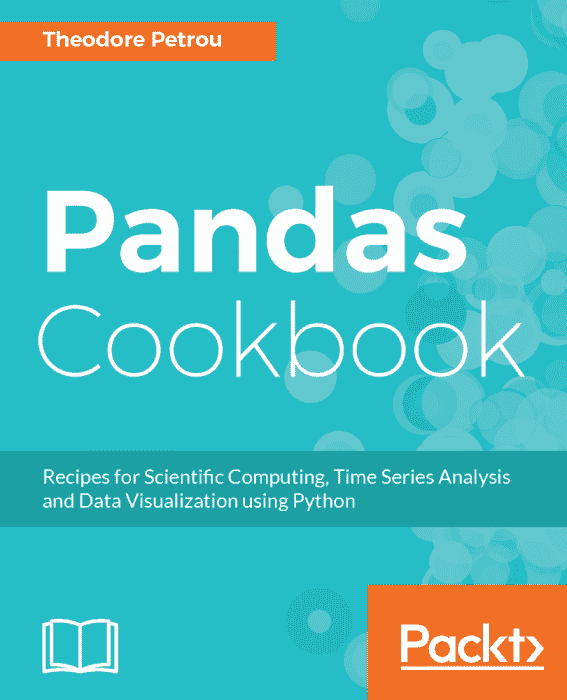 Theodore Petrou
Pandas
Cookbook
Recipes for Scientific Computing, Time Series Analysis
and Data Visualization using Python
Packt>